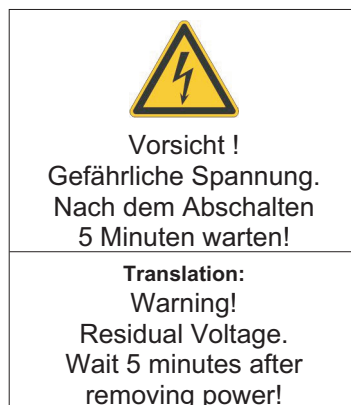 Vorsicht !
Gefährliche Spannung.
Nach dem Abschalten
5 Minuten warten!
Translation:
Warning!
Residual Voltage.
Wait 5 minutes after
removing power!